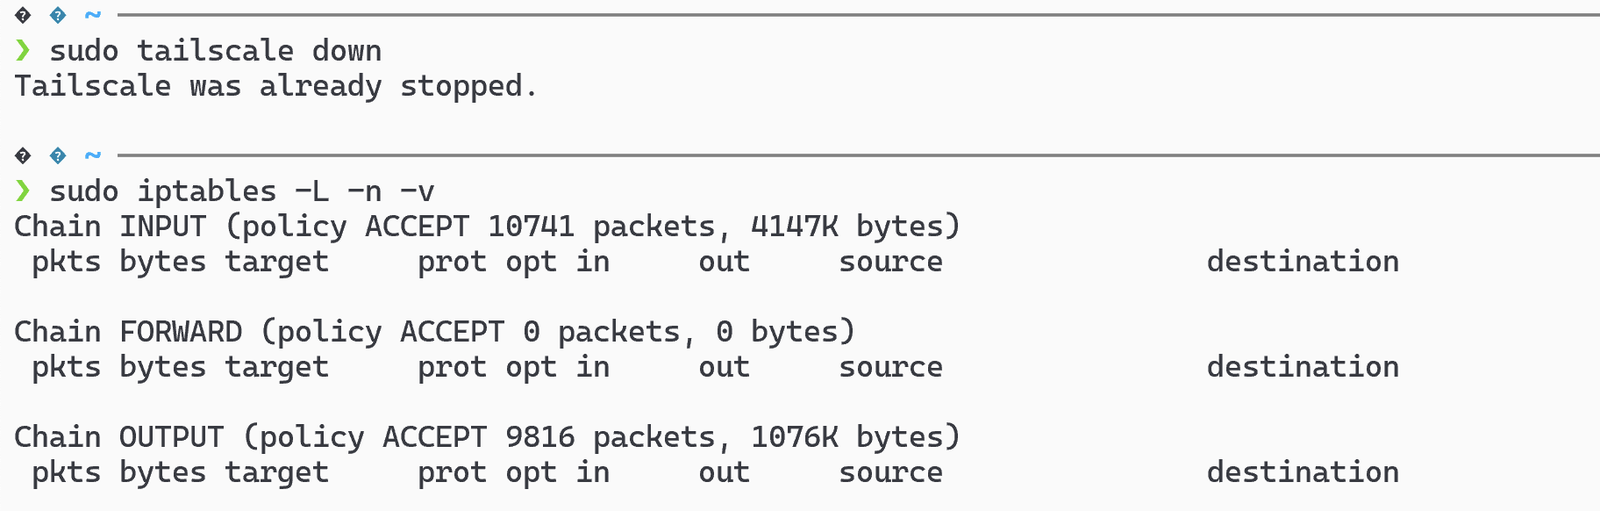 ~
❯ sudo tailscale down
Tailscale was already stopped.
~
❯ sudo iptables -L -n -v
Chain INPUT (policy ACCEPT 10741 packets, 4147K bytes)
 pkts bytes target     prot opt in     out     source               destination
Chain FORWARD (policy ACCEPT 0 packets, 0 bytes)
 pkts bytes target     prot opt in     out     source               destination
Chain OUTPUT (policy ACCEPT 9816 packets, 1076K bytes)
 pkts bytes target     prot opt in     out     source               destination